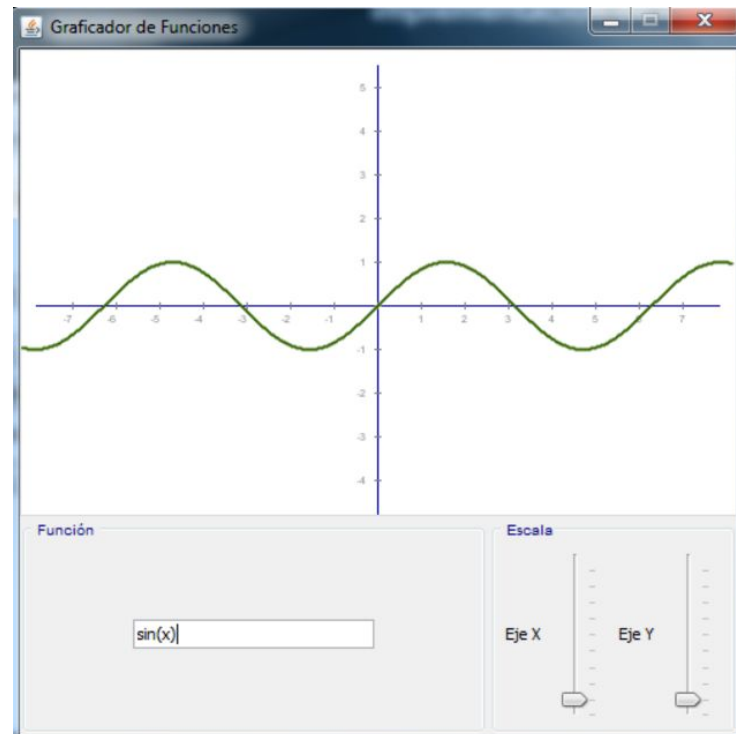 Graficador de Funciones
5
4
3
2
1
-7 -6 -5 -4 -3 -2 -1 1 2 3 4 5 6 7
-1
-2
-3
-4
Función
Escala
sin(x)
Eje X
Eje Y